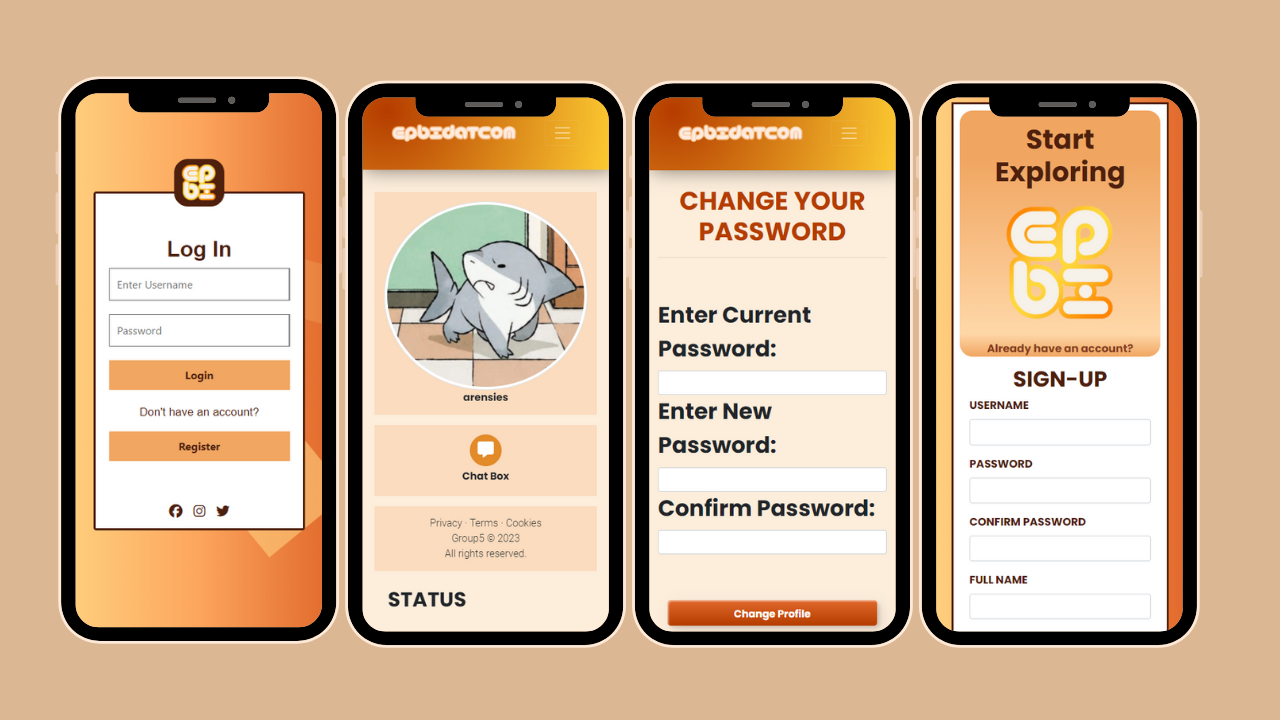 EPBI
Log In
Enter Username
Password
Login
Don't have an account?
Register
EPBIDATCOM
arensies
Chat Box
Privacy · Terms · Cookies
Group5 © 2023
All rights reserved.
STATUS
EPBIDATCOM
CHANGE YOUR
PASSWORD
Enter Current
Password:
Enter New
Password:
Confirm Password:
Change Profile
Start
Exploring
EPBI
Already have an account?
SIGN-UP
USERNAME
PASSWORD
CONFIRM PASSWORD
FULL NAME